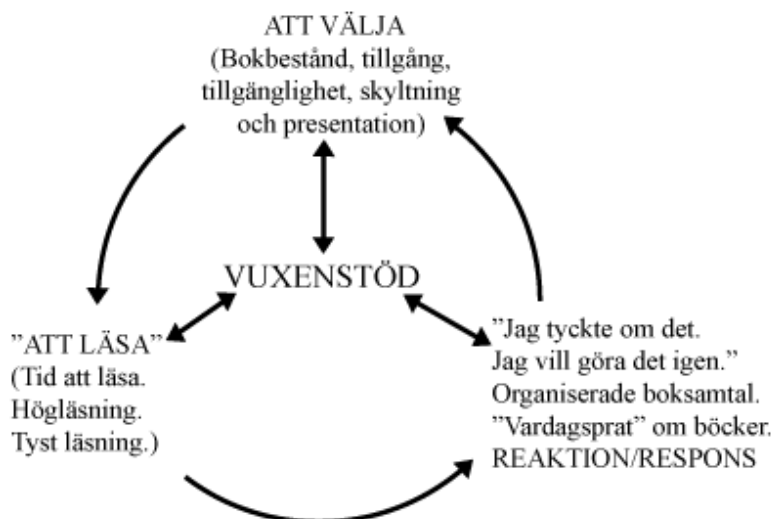 ATT VÄLJA
(Bokbestånd, tillgång,
tillgänglighet, skyltning
och presentation)
VUXENSTÖD
”ATT LÄSA”
(Tid att läsa.
Högläsning.
Tyst läsning.)
”Jag tyckte om det.
Jag vill göra det igen.”
Organiserade boksamtal.
”Vardagsprat” om böcker.
REAKTION/RESPONS